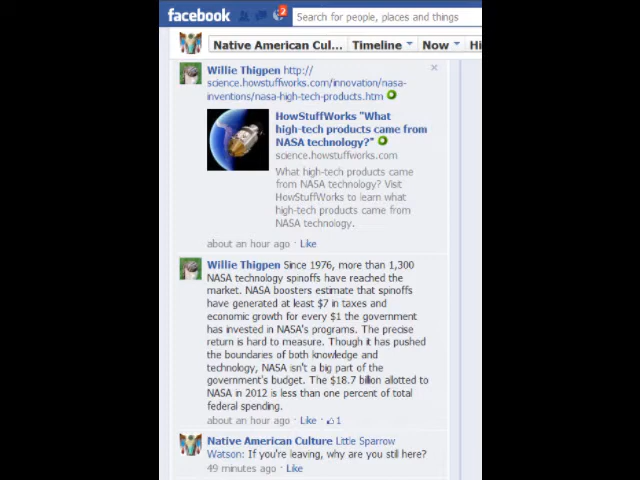 facebook
2
Search for people, places and things
Native American Cul...
Timeline
Now
Hi
Willie Thigpen http://
science.howstuffworks.com/innovation/nasa-
inventions/nasa-high-tech-products.htm
HowStuffWorks "What
high-tech products came from
NASA technology?"
science.howstuffworks.com
What high-tech products came
from NASA technology? Visit
HowStuffWorks to learn what
high-tech products came from
NASA technology.
about an hour ago · Like
Willie Thigpen Since 1976, more than 1,300
NASA technology spinoffs have reached the
market. NASA boosters estimate that spinoffs
have generated at least $7 in taxes and
economic growth for every $1 the government
has invested in NASA's programs. The precise
return is hard to measure. Though it has pushed
the boundaries of both knowledge and
technology, NASA isn't a big part of the
government's budget. The $18.7 billion allotted to
NASA in 2012 is less than one percent of total
federal spending.
about an hour ago · Like · 1
Native American Culture Little Sparrow
Watson: If you're leaving, why are you still here?
49 minutes ago · Like